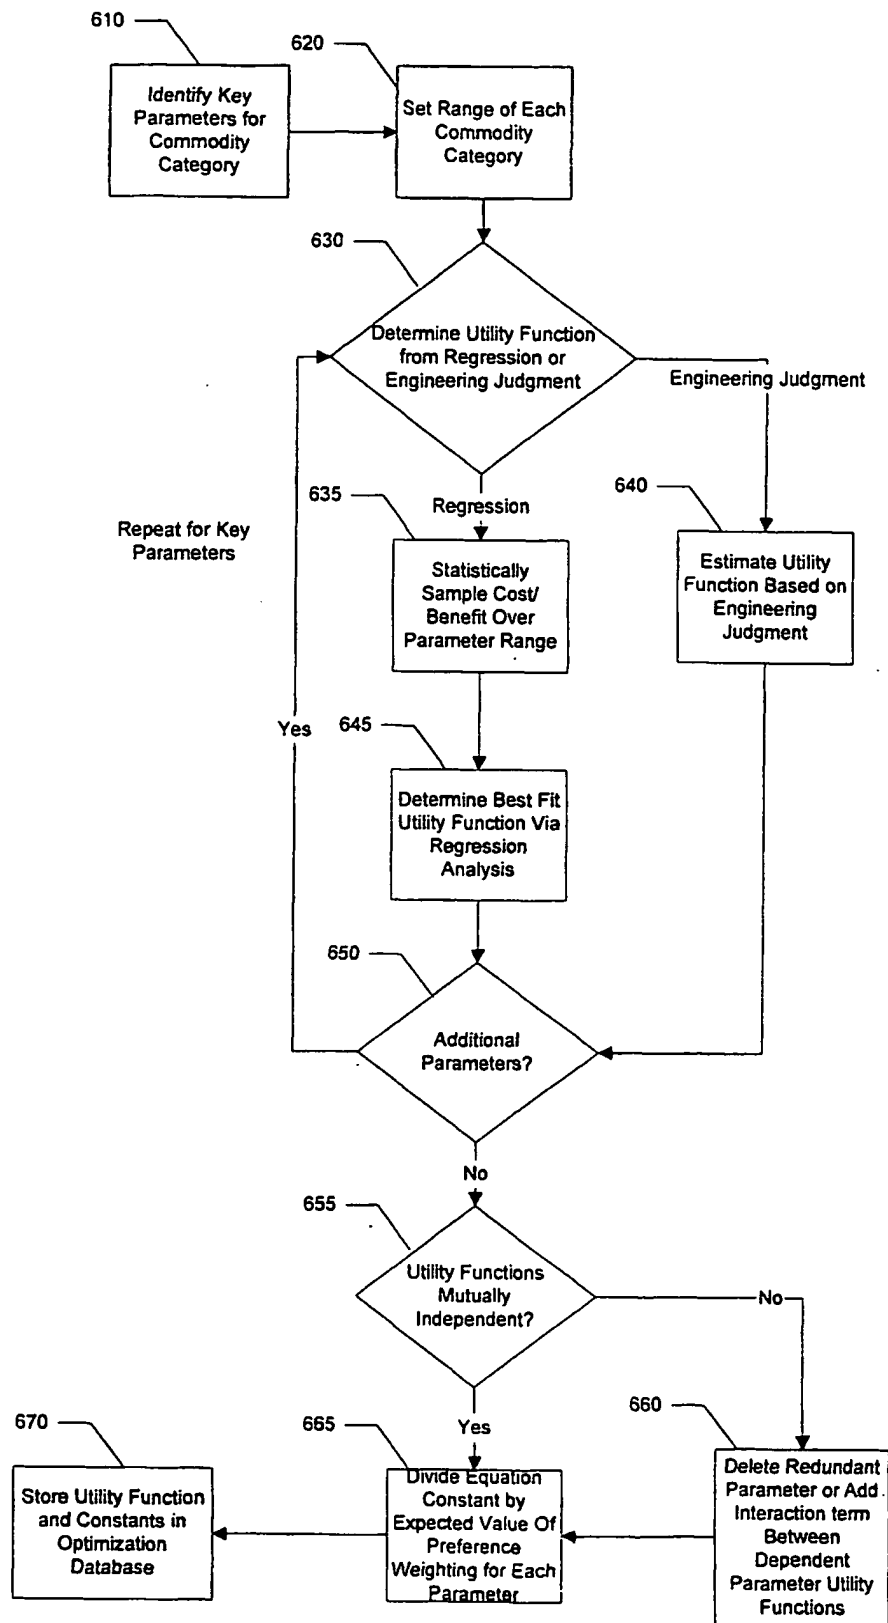 610
Identify Key
Parameters for
Commodity
Category
620
Set Range of Each
Commodity
Category
630
Determine Utility Function
from Regression or
Engineering Judgment
Engineering Judgment
Regression
635
Statistically
Sample Cost/
Benefit Over
Parameter Range
640
Estimate Utility
Function Based on
Engineering
Judgment
Repeat for Key
Parameters
Yes
645
Determine Best Fit
Utility Function Via
Regression
Analysis
650
Additional
Parameters?
No
655
Utility Functions
Mutually
Independent?
No
Yes
660
Delete Redundant
Parameter or Add
Interaction term
Between
Dependent
Parameter Utility
Functions
665
Divide Equation
Constant by
Expected Value Of
Preference
Weighting for Each
Parameter
670
Store Utility Function
and Constants in
Optimization
Database